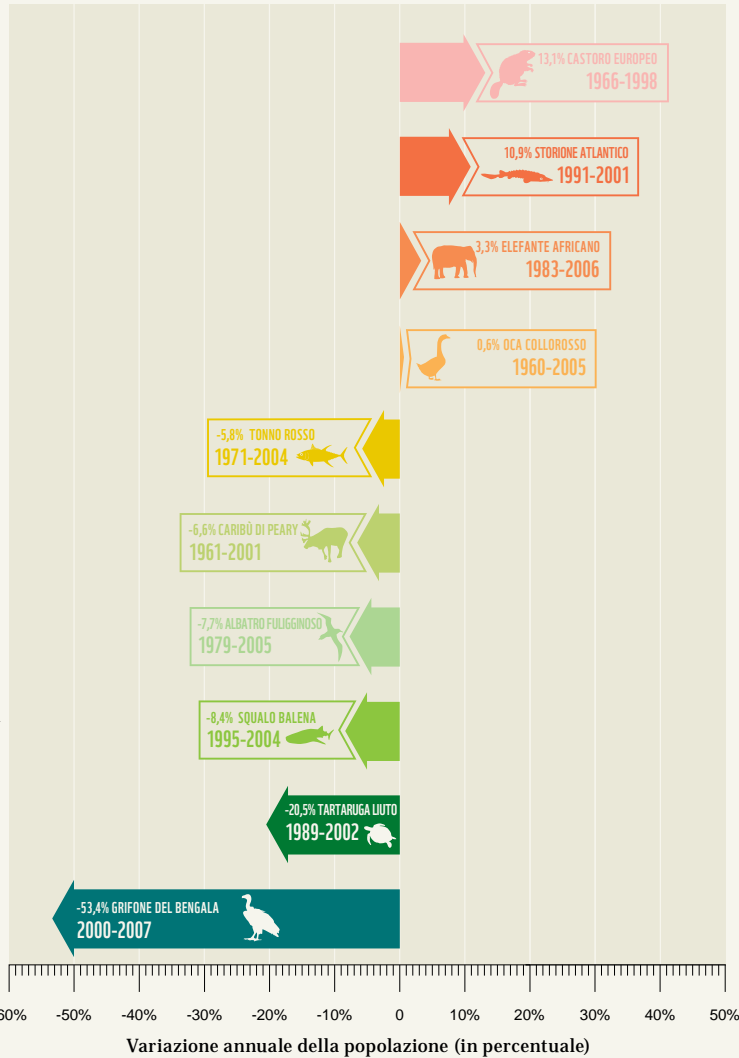 13,1% CASTORO EUROPEO
1966-1998
10,9% STORIONE ATLANTICO
1991-2001
3,3% ELEFANTE AFRICANO
1983-2006
0,6% OCA COLLOROSSO
1960-2005
-5,8% TONNO ROSSO
1971-2004
-6,6% CARIBÙ DI PEARY
1961-2001
-7,7% ALBATRO FULIGGINOSO
1979-2005
-8,4% SQUALO BALENA
1995-2004
-20,5% TARTARUGA LIUTO
1989-2002
-53,4% GRIFONE DEL BENGALA
2000-2007
60% -50% -40% -30% -20% -10% 0 10% 20% 30% 40% 50%
Variazione annuale della popolazione (in percentuale)